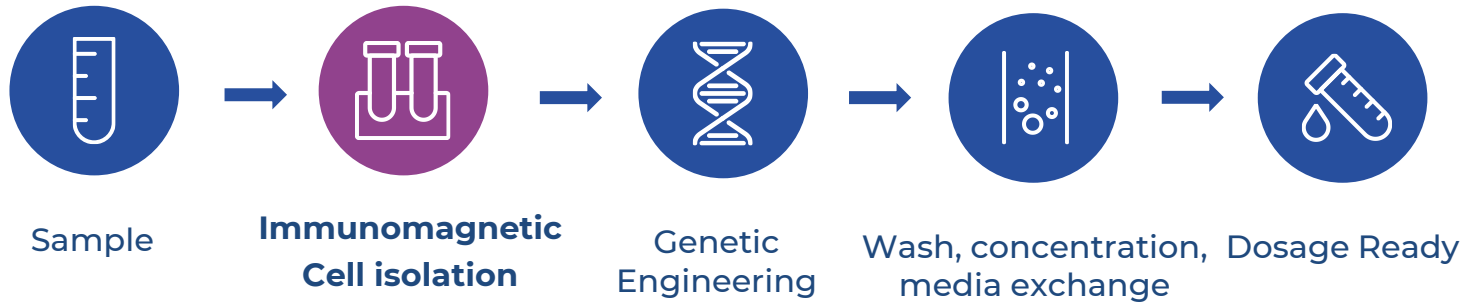 Sample
Immunomagnetic
Cell isolation
Genetic
Engineering
Wash, concentration,
media exchange
Dosage Ready